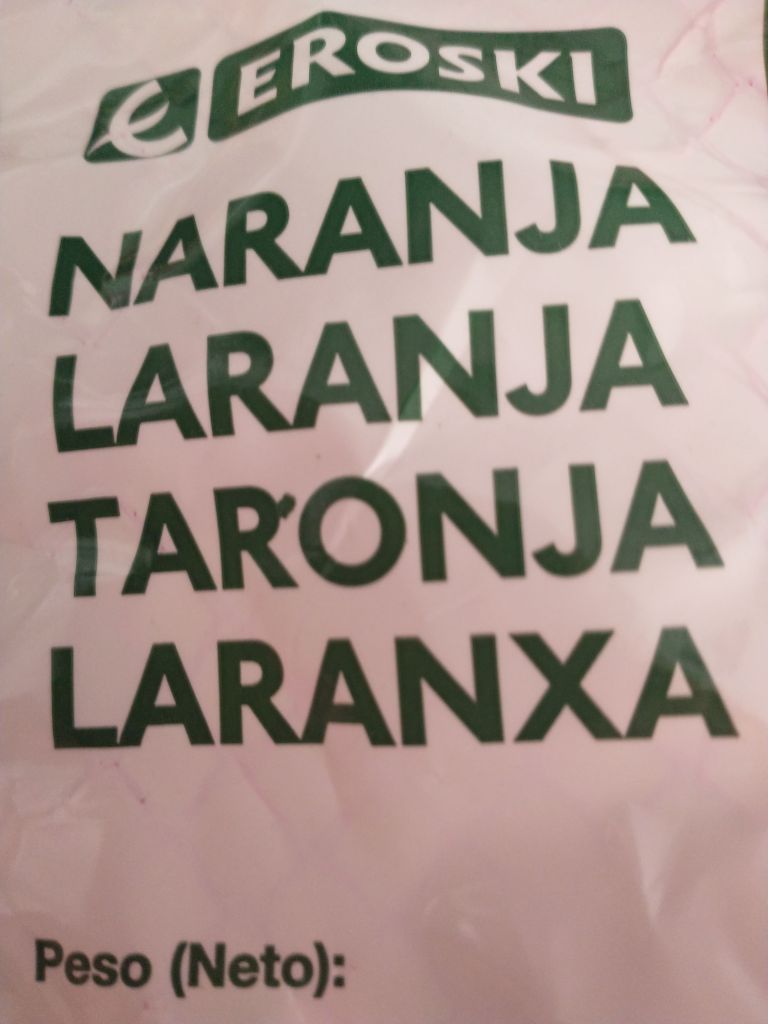 EROSKI
NARANJA
LARANJA
TARONJA
LARANXA
Peso (Neto):